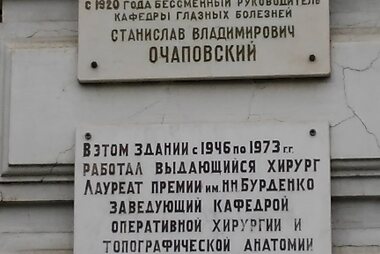 с 1920 года бессменный руководитель
кафедры глазных болезней
Станислав Владимирович
Очаповский
В этом здании с 1946 по 1973 г.г.
работал выдающийся хирург
Лауреат премии им. Н.Н. Бурденко
заведующий кафедрой
оперативной хирургии и
топографической анатомии